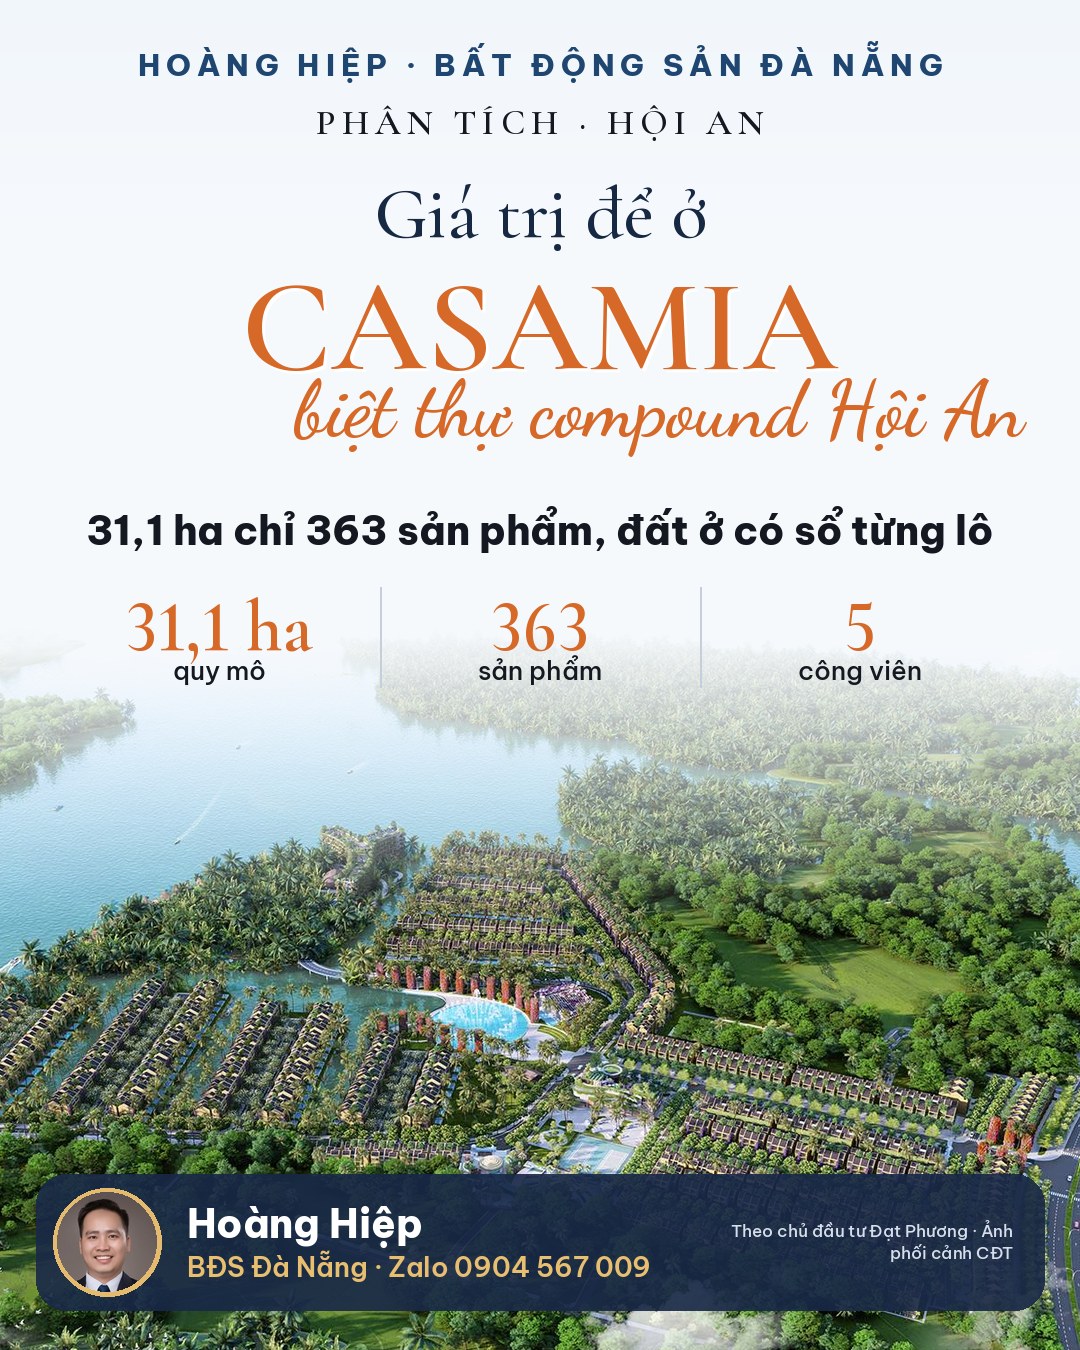 HOÀNG HIỆP · BẤT ĐỘNG SẢN ĐÀ NẴNG
PHÂN TÍCH · HỘI AN
Giá trị để ở
CASAMIA
biệt thự compound Hội An
31,1 ha chỉ 363 sản phẩm, đất ở có sổ từng lô
31,1 ha
quy mô
363
sản phẩm
5
công viên
Hoàng Hiệp
BĐS Đà Nẵng · Zalo 0904 567 009
Theo chủ đầu tư Đạt Phương · Ảnh
phối cảnh CĐT